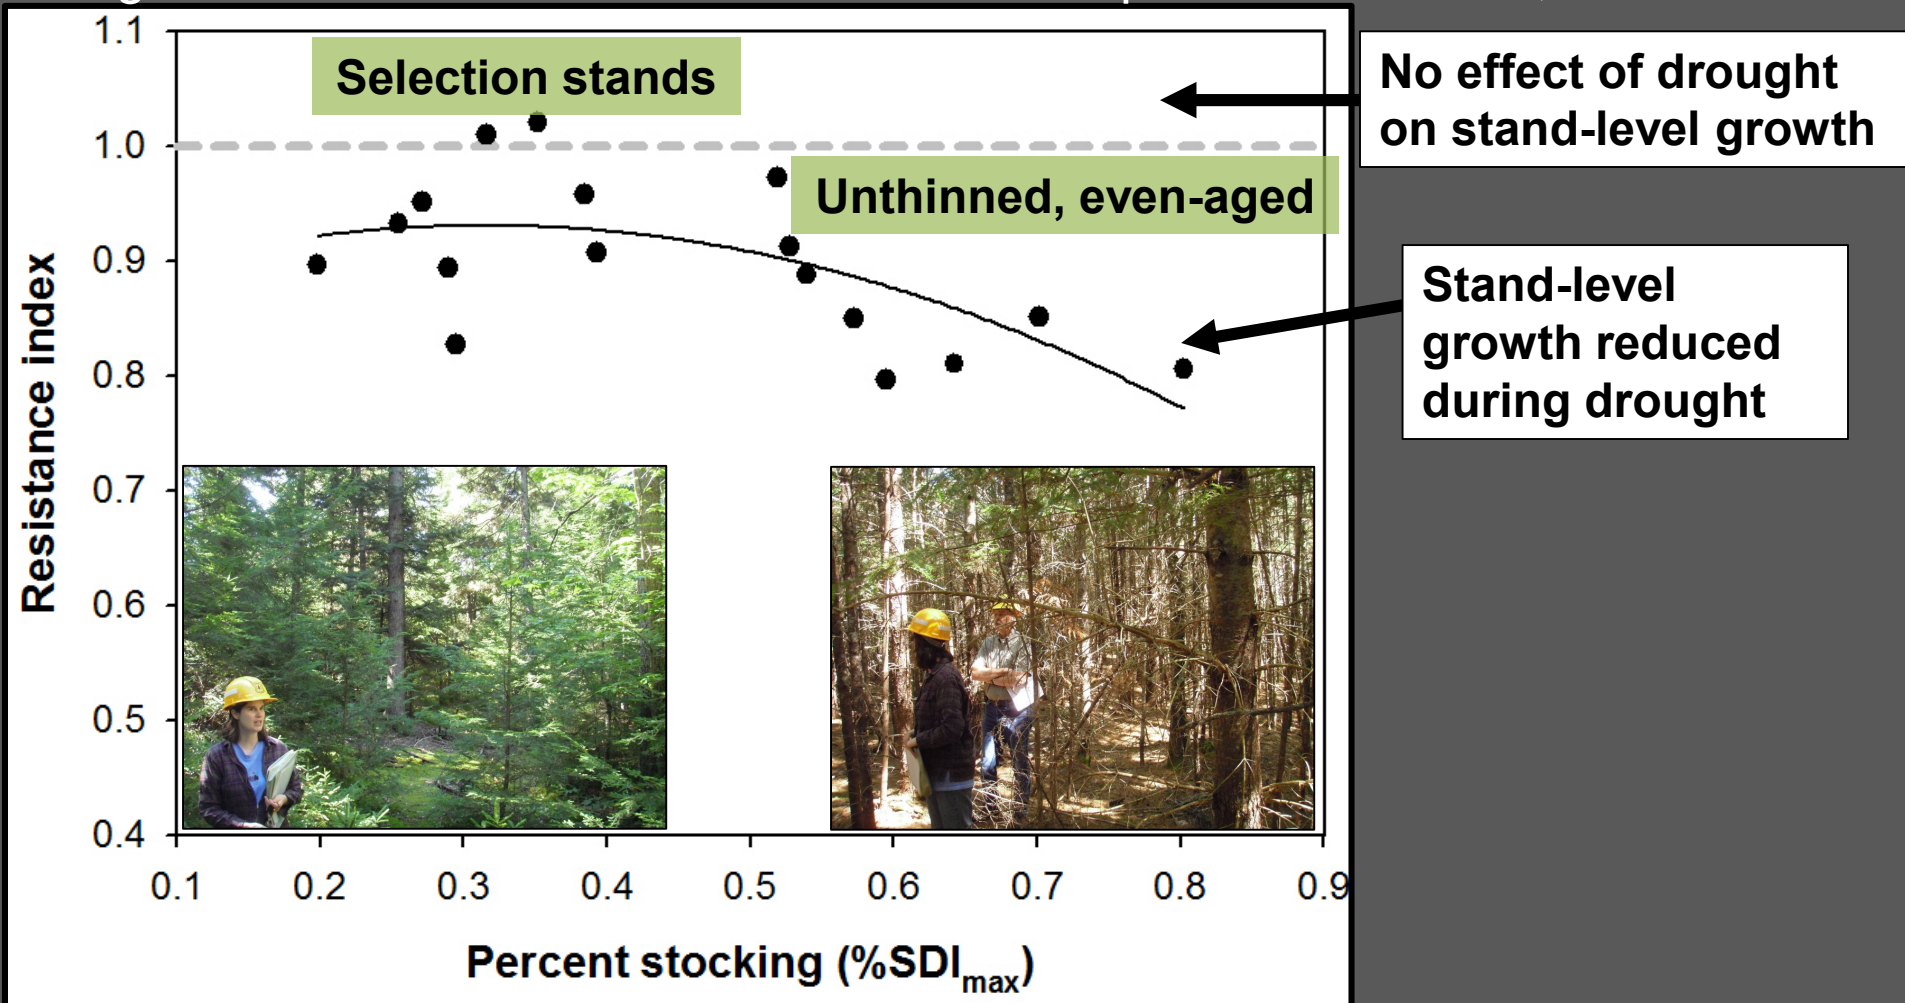 1.1
Selection stands
No effect of drought
on stand-level growth
1.0
Unthinned, even-aged
0.9
Stand-level
growth reduced
during drought
0.8
0.7
0.6
0.5
0.4
Resistance index
0.1 0.2 0.3 0.4 0.5 0.6 0.7 0.8 0.9
Percent stocking (%SDImax)